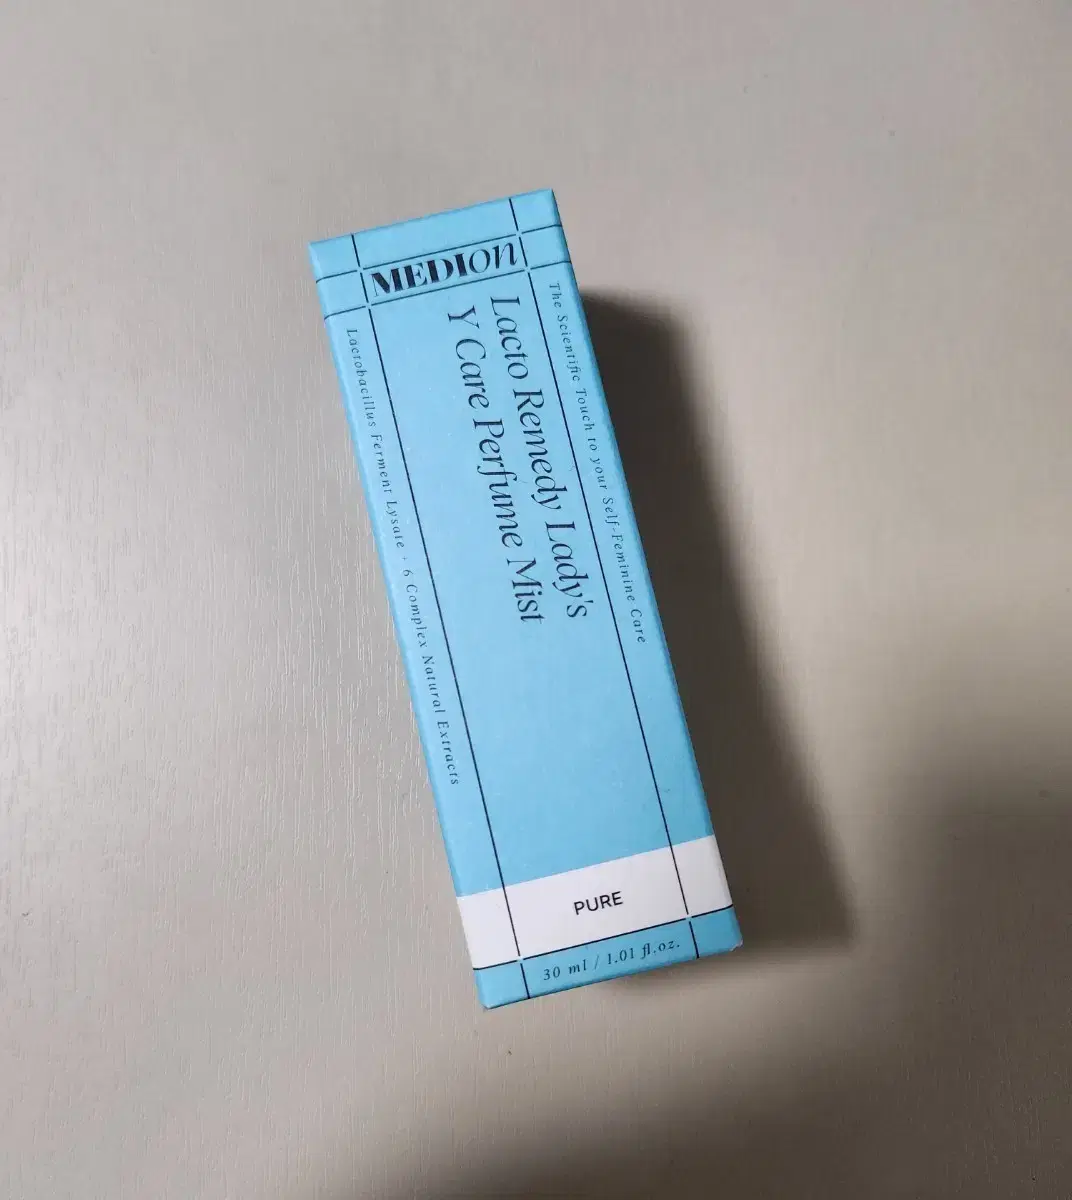 MEDION
Lacto Remedy Lady's
Y Care Perfume Mist
The Scientific Touch to your Self-Feminine Care
Lactobacillus Ferment Lysate · 6 Complex Natural Extracts
PURE
30 ml / 1.01 fl.oz.